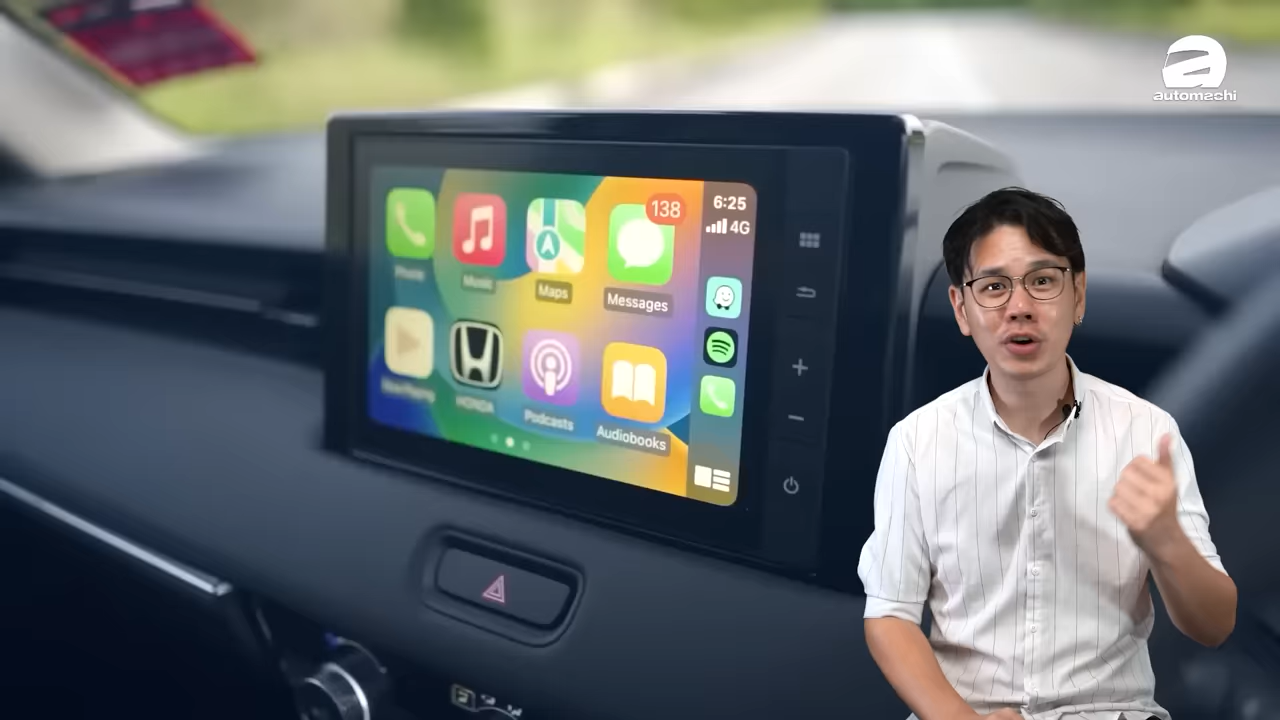 automachi
138
6:25
4G
Phone
Music
Maps
Messages
HONDA
Podcasts
Audiobooks